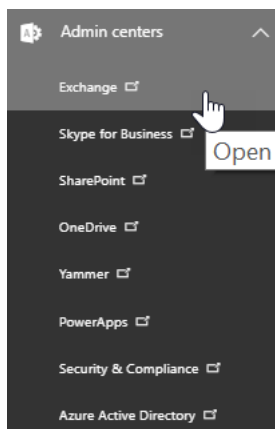 Admin centers
Exchange
Skype for Business
Open
SharePoint
OneDrive
Yammer
PowerApps
Security & Compliance
Azure Active Directory